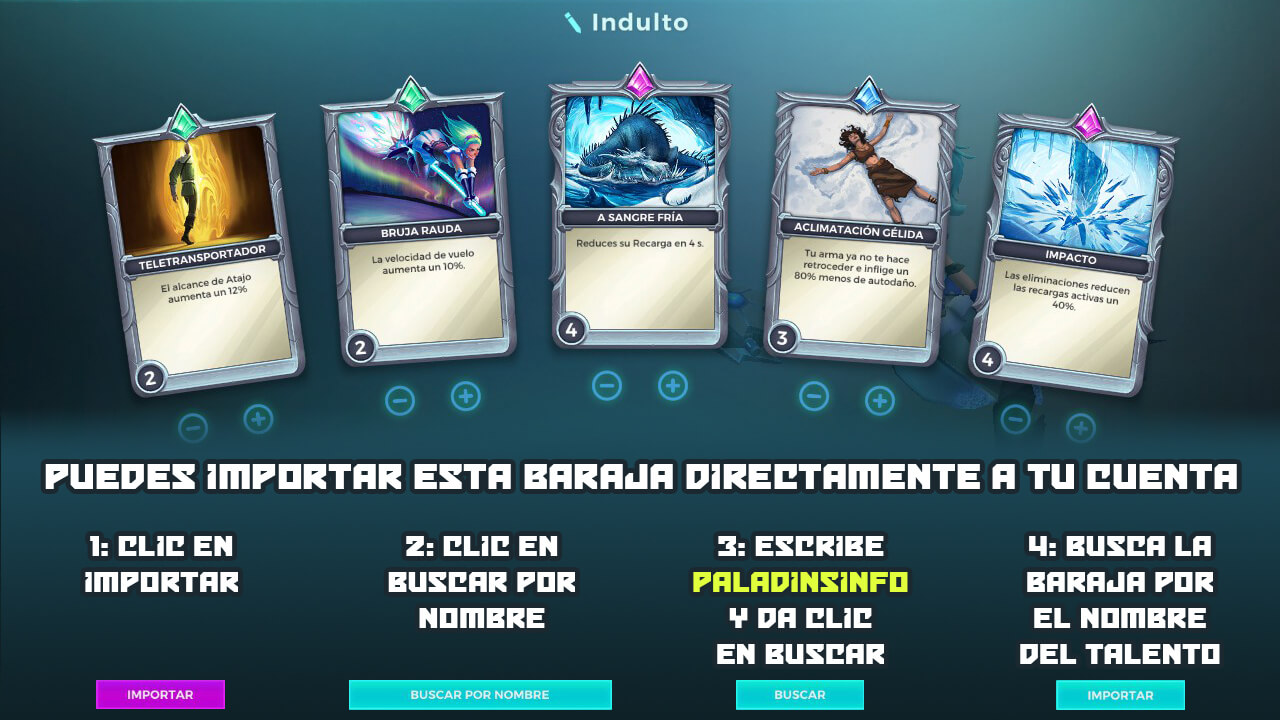 Indulto
TELETRANSPORTADOR
El alcance de Atajo
aumenta un 12%
2
BRUJA RAUDA
La velocidad de vuelo
aumenta un 10%.
2
A SANGRE FRÍA
Reduces su Recarga en 4 s.
4
ACLIMATACIÓN GÉLIDA
Tu arma ya no te hace
retroceder e inflige un
80% menos de autodaño.
3
IMPACTO
Las eliminaciones reducen
las recargas activas un
40%.
4
PUEDES IMPORTAR ESTA BARAJA DIRECTAMENTE A TU CUENTA
1: CLIC EN
IMPORTAR
IMPORTAR
2: CLIC EN
BUSCAR POR
NOMBRE
BUSCAR POR NOMBRE
3: ESCRIBE
PALADINSINFO
Y DA CLIC
EN BUSCAR
BUSCAR
4: BUSCA LA
BARAJA POR
EL NOMBRE
DEL TALENTO
IMPORTAR